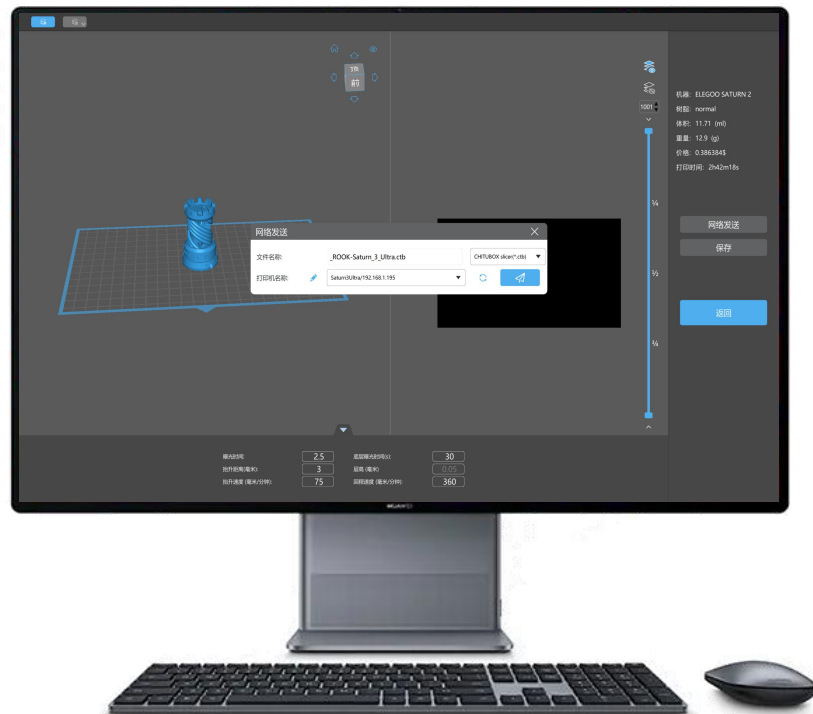 顶
前
1001
机器: ELEGOO SATURN 2
树脂: normal
体积: 11.71 (ml)
重量: 12.9 (g)
价格: 0.386384$
打印时间: 2h42m18s
网络发送
保存
返回
网络发送
文件名称: _ROOK-Saturn_3_Ultra.ctb CHITUBOX slicer(*.ctb)
打印机名称: Saturn3Ultra/192.168.1.195
¾
½
¼
曝光时间: 2.5 底层曝光时间(s): 30
抬升距离(毫米): 3 层高 (毫米) 0.05
抬升速度 (毫米/分钟): 75 回程速度 (毫米/分钟): 360
HUAWEI